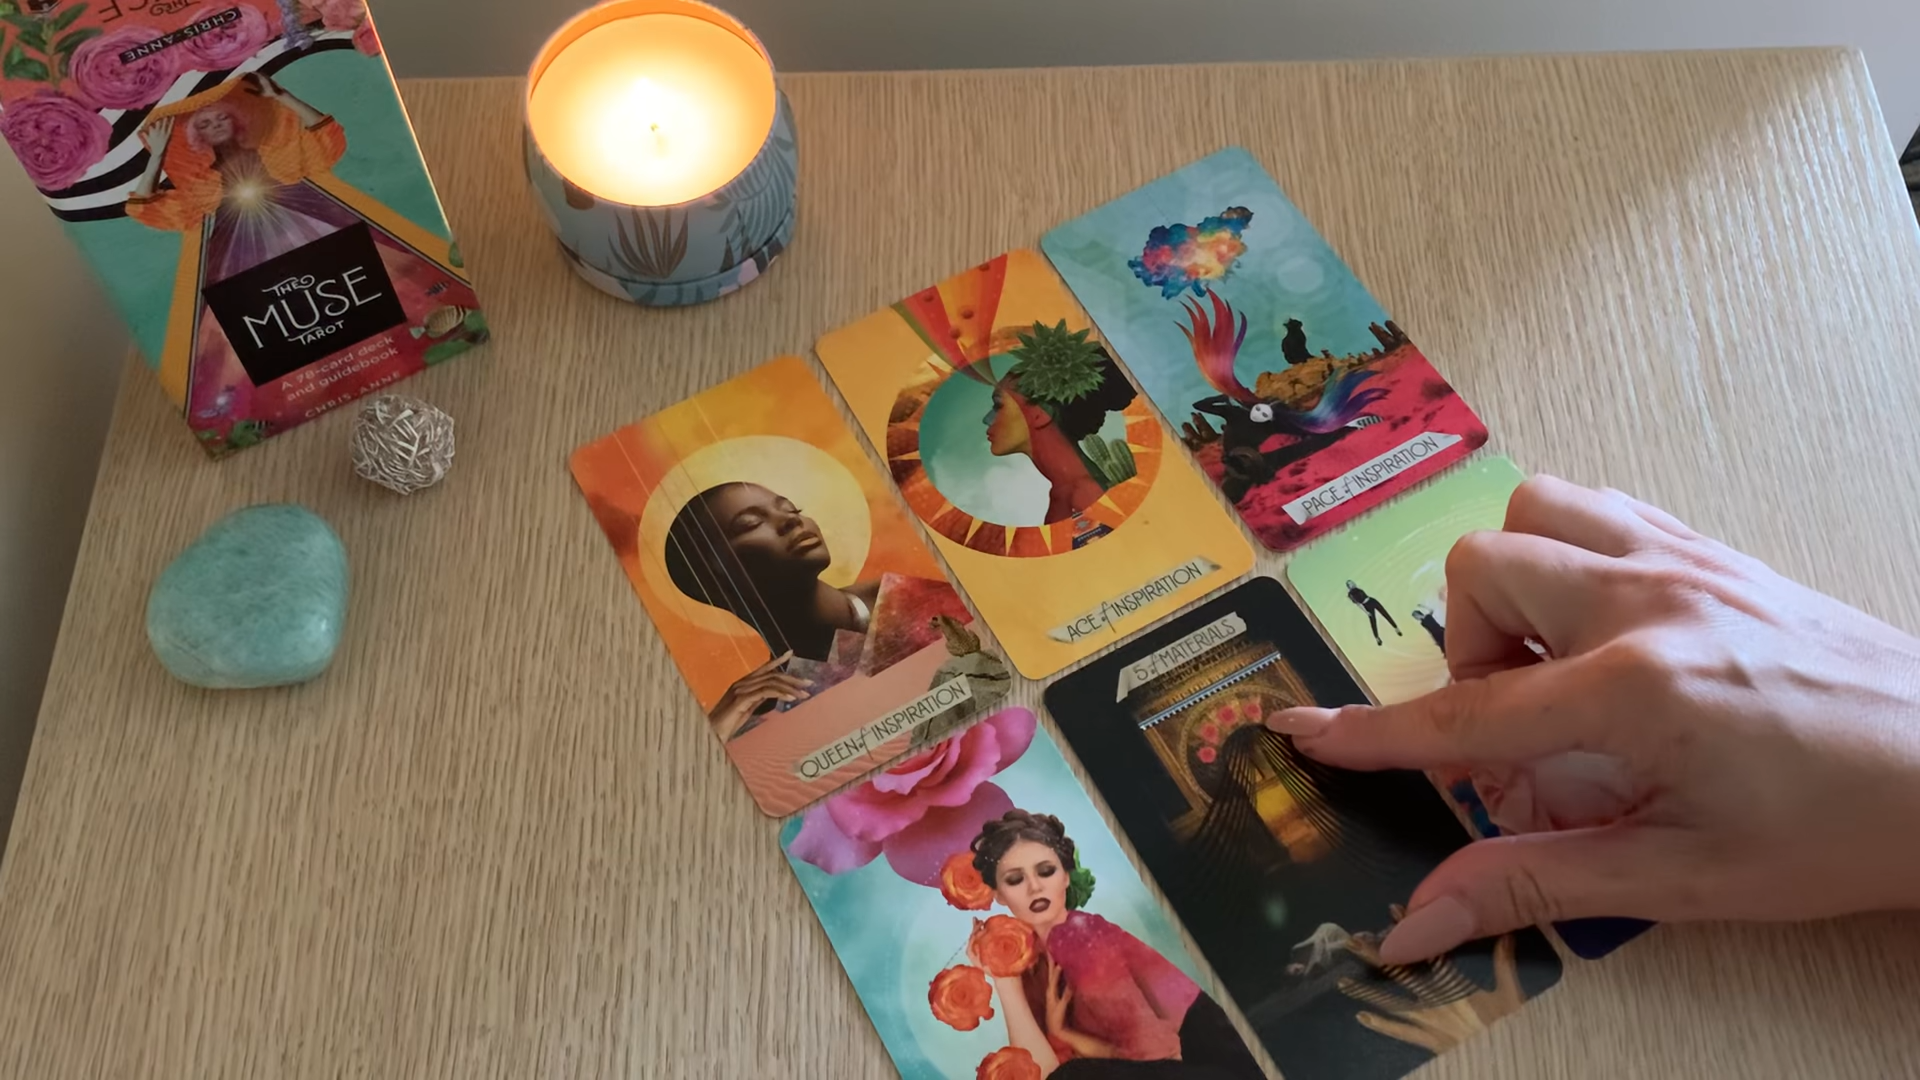 CHRIS-ANNE
THE
MUSE
TAROT
A 78-card deck
and guidebook
CHRIS-ANNE
PAGE of INSPIRATION
ACE of INSPIRATION
5 of MATERIALS
QUEEN of INSPIRATION